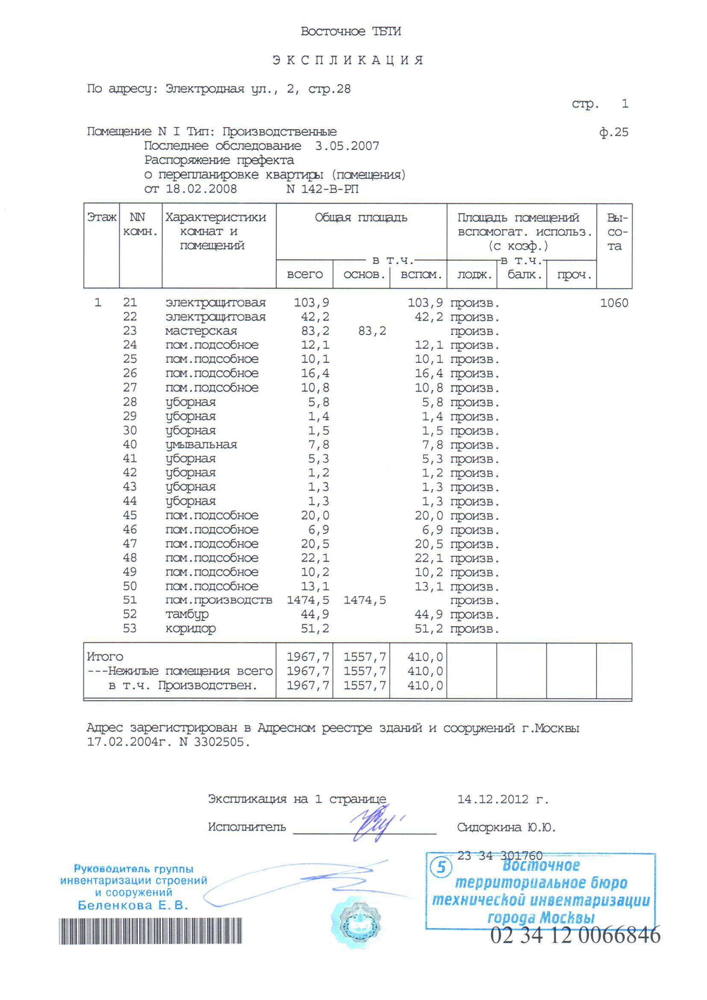 Восточное ТБТИ
ЭКСПЛИКАЦИЯ
По адресу: Электродная ул., 2, стр.28
стр. 1
Помещение N I Тип: Производственные ф.25
Последнее обследование 3.05.2007
Распоряжение префекта
о перепланировке квартиры (помещения)
от 18.02.2008 N 142-В-РП
Этаж NN Характеристики Общая площадь Площадь помещений Вы-
комн. комнат и вспомогат. использ. со-
помещений (с коэф.) та
в т.ч. в т.ч.
всего основ. вспом. лодж. балк. проч.
1 21 электрощитовая 103,9 103,9 произв. 1060
22 электрощитовая 42,2 42,2 произв.
23 мастерская 83,2 83,2 произв.
24 пом.подсобное 12,1 12,1 произв.
25 пом.подсобное 10,1 10,1 произв.
26 пом.подсобное 16,4 16,4 произв.
27 пом.подсобное 10,8 10,8 произв.
28 уборная 5,8 5,8 произв.
29 уборная 1,4 1,4 произв.
30 уборная 1,5 1,5 произв.
40 умывальная 7,8 7,8 произв.
41 уборная 5,3 5,3 произв.
42 уборная 1,2 1,2 произв.
43 уборная 1,3 1,3 произв.
44 уборная 1,3 1,3 произв.
45 пом.подсобное 20,0 20,0 произв.
46 пом.подсобное 6,9 6,9 произв.
47 пом.подсобное 20,5 20,5 произв.
48 пом.подсобное 22,1 22,1 произв.
49 пом.подсобное 10,2 10,2 произв.
50 пом.подсобное 13,1 13,1 произв.
51 пом.производств 1474,5 1474,5 произв.
52 тамбур 44,9 44,9 произв.
53 коридор 51,2 51,2 произв.
Итого 1967,7 1557,7 410,0
---Нежилые помещения всего 1967,7 1557,7 410,0
в т.ч. Производствен. 1967,7 1557,7 410,0
Адрес зарегистрирован в Адресном реестре зданий и сооружений г.Москвы
17.02.2004г. N 3302505.
Экспликация на 1 странице 14.12.2012 г.
Исполнитель Сидоркина Ю.Ю.
23 34 301760
Руководитель группы
инвентаризации строений
и сооружений
Беленкова Е.В.
5 Восточное
территориальное бюро
технической инвентаризации
города Москвы
02 34 12 0066846